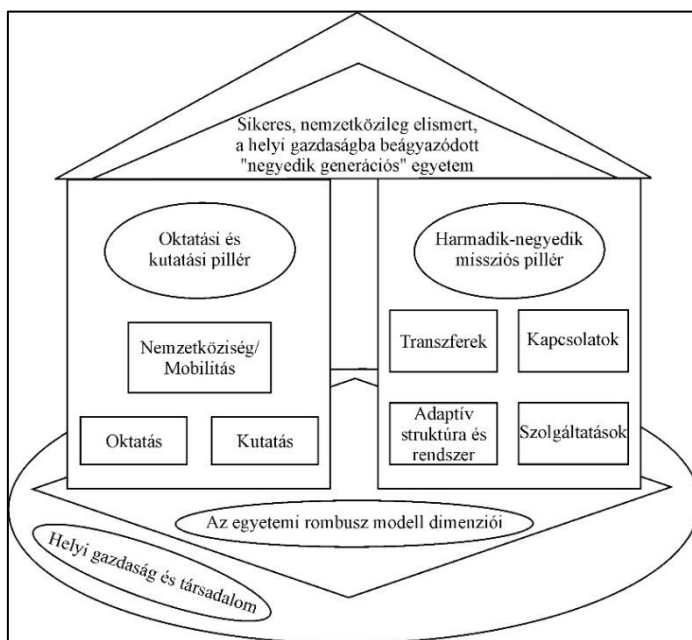 Sikeres, nemzetközileg elismert,
a helyi gazdaságba beágyazódott
"negyedik generációs" egyetem
Oktatási és
kutatási pillér
Harmadik-negyedik
missziós pillér
Nemzetköziség/
Mobilitás
Transzferek
Kapcsolatok
Oktatás
Kutatás
Adaptív
struktúra és
rendszer
Szolgáltatások
Az egyetemi rombusz modell dimenziói
Helyi gazdaság és társadalom